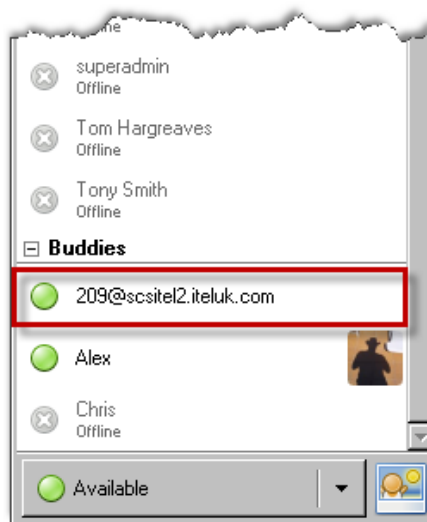 superadmin
Offline
Tom Hargreaves
Offline
Tony Smith
Offline
Buddies
209@scsitel2.iteluk.com
Alex
Chris
Offline
Available